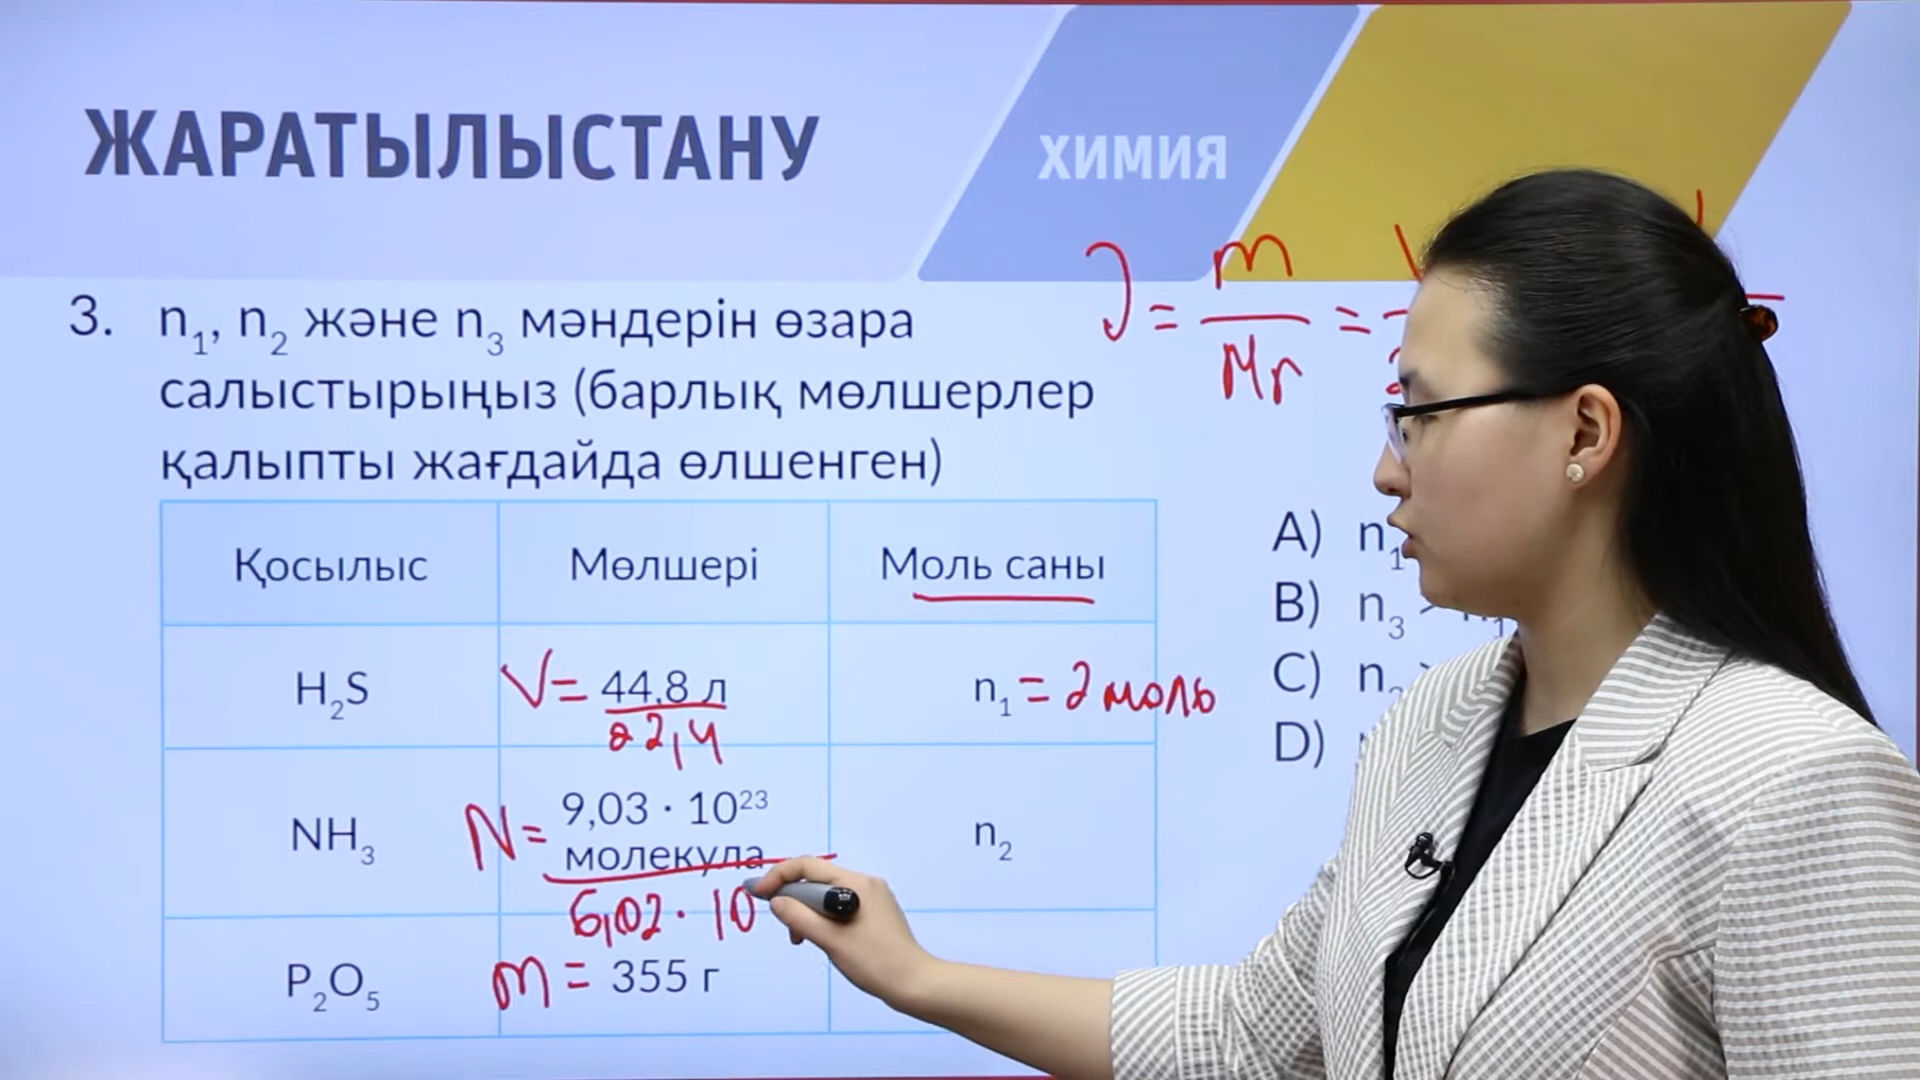 ЖАРАТЫЛЫСТАНУ
ХИМИЯ
3. n₁, n₂ және n₃ мәндерін өзара
салыстырыңыз (барлық мөлшерлер
қалыпты жағдайда өлшенген)
= m / Mr =
Қосылыс Мөлшері Моль саны
H₂S V = 44,8 л / 22,4 n₁ = 2 моль
NH₃ N = 9,03 · 10²³ молекула / 6,02 · 10 n₂
P₂O₅ m = 355 г
A) n₁
B) n₃ > n₁
C) n₂ >
D)